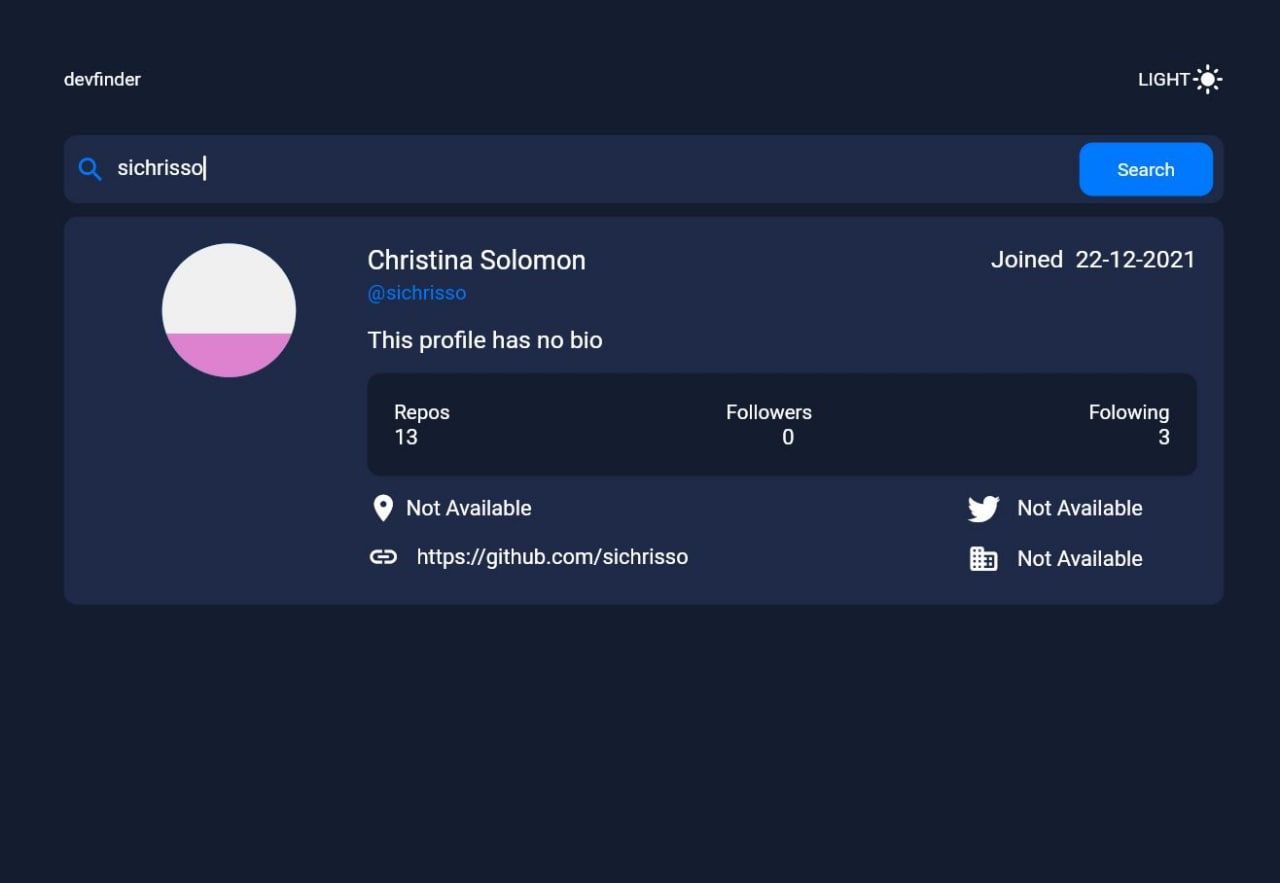 devfinder
LIGHT
sichrisso
Search
Christina Solomon
Joined 22-12-2021
@sichrisso
This profile has no bio
Repos
Followers
Folowing
13
0
3
Not Available
Not Available
https://github.com/sichrisso
Not Available